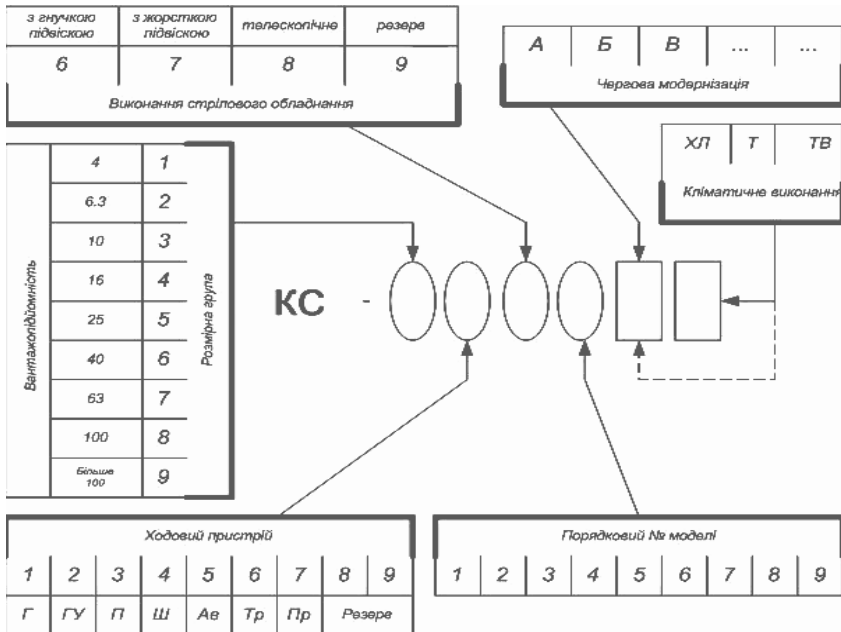 з гнучкою підвіскою
з жорсткою підвіскою
телескопічне
резерв
6 7 8 9
Виконання стрілового обладнання
А Б В ... ...
Чергова модернізація
ХЛ Т ТВ
Кліматичне виконання
Вантажопідйомність
4 1
6.3 2
10 3
16 4
25 5
40 6
63 7
100 8
Більше 100 9
Розмірна група
КС -
Ходовий пристрій
1 2 3 4 5 6 7 8 9
Г ГУ П Ш Ав Тр Пр Резерв
Порядковий № моделі
1 2 3 4 5 6 7 8 9